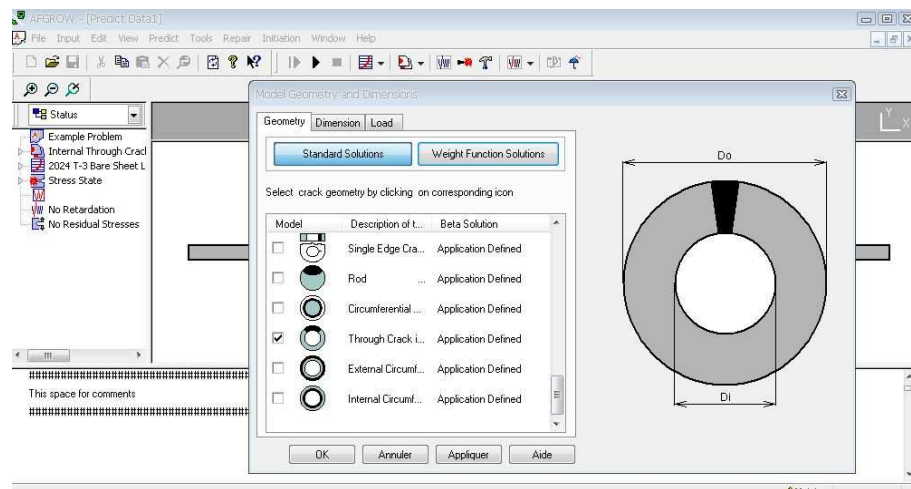 AFGROW - [Predict Data1]
File Input Edit View Predict Tools Repair Initiation Window Help
Status
Example Problem
Internal Through Cracl
2024 T-3 Bare Sheet L
Stress State
No Retardation
No Residual Stresses
Model Geometry and Dimensions
Geometry Dimension Load
Standard Solutions Weight Function Solutions
Select crack geometry by clicking on corresponding icon
Model Description of t... Beta Solution
Single Edge Cra... Application Defined
Rod ... Application Defined
Circumferential ... Application Defined
Through Crack i... Application Defined
External Circumf... Application Defined
Internal Circumf... Application Defined
OK Annuler Appliquer Aide
Do
Di
Y
X
##############################################
This space for comments
##############################################